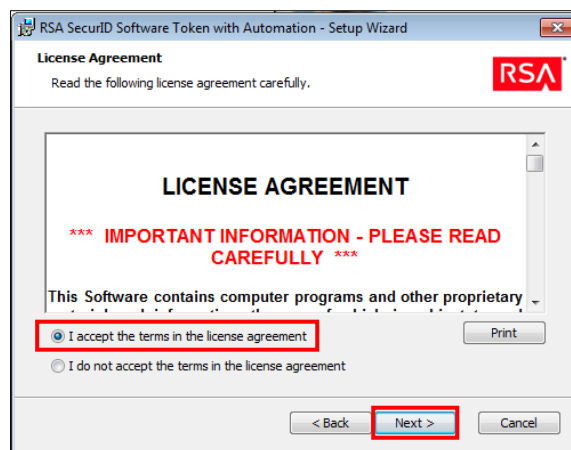 RSA SecurID Software Token with Automation - Setup Wizard
License Agreement
Read the following license agreement carefully.
RSA
LICENSE AGREEMENT
*** IMPORTANT INFORMATION - PLEASE READ
CAREFULLY ***
This Software contains computer programs and other proprietary
I accept the terms in the license agreement
Print
I do not accept the terms in the license agreement
< Back
Next >
Cancel